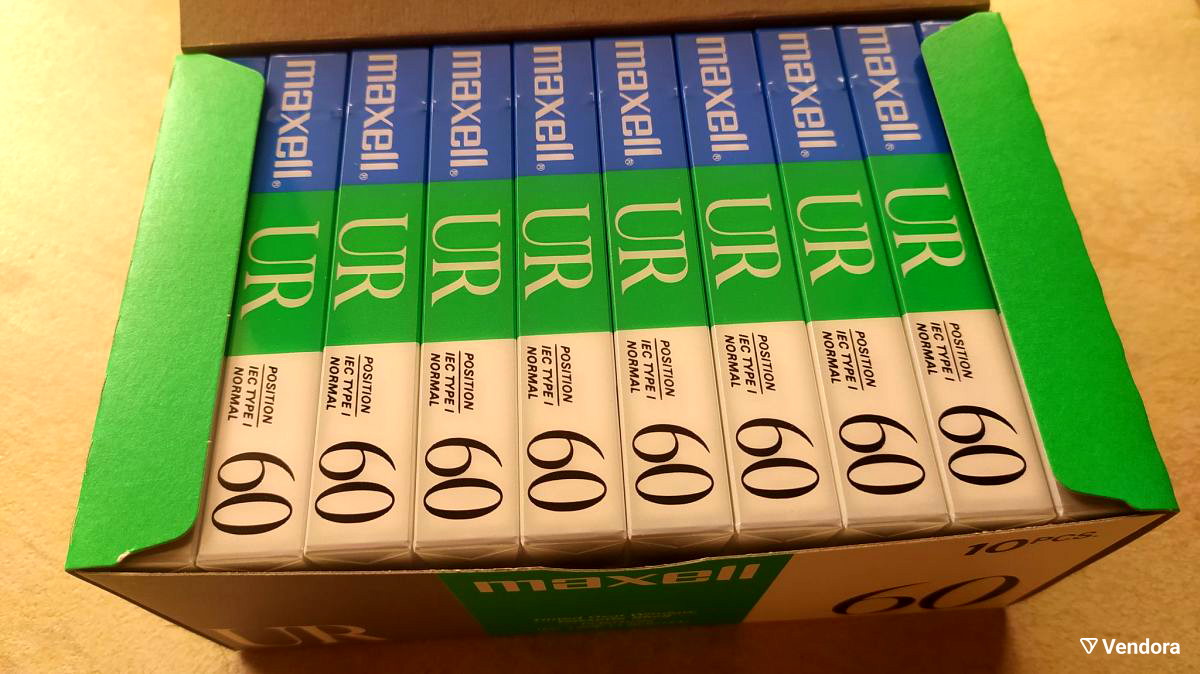 maxell®
UR
POSITION
IEC TYPE I
NORMAL
60
maxell®
UR
POSITION
IEC TYPE I
NORMAL
60
maxell®
UR
POSITION
IEC TYPE I
NORMAL
60
maxell®
UR
POSITION
IEC TYPE I
NORMAL
60
maxell®
UR
POSITION
IEC TYPE I
NORMAL
60
maxell®
UR
POSITION
IEC TYPE I
NORMAL
60
maxell®
UR
POSITION
IEC TYPE I
NORMAL
60
maxell®
UR
POSITION
IEC TYPE I
NORMAL
60
10 PCS.
maxell
60
UR
Vendora